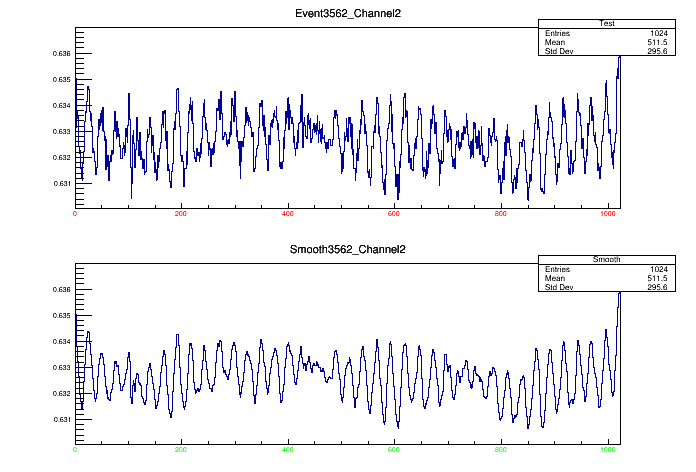 Event3562_Channel2
Test
Entries 1024
Mean 511.5
Std Dev 295.6
0.636
0.635
0.634
0.633
0.632
0.631
0 200 400 600 800 1000
Smooth3562_Channel2
Smooth
Entries 1024
Mean 511.5
Std Dev 295.6
0.636
0.635
0.634
0.633
0.632
0.631
0 200 400 600 800 1000